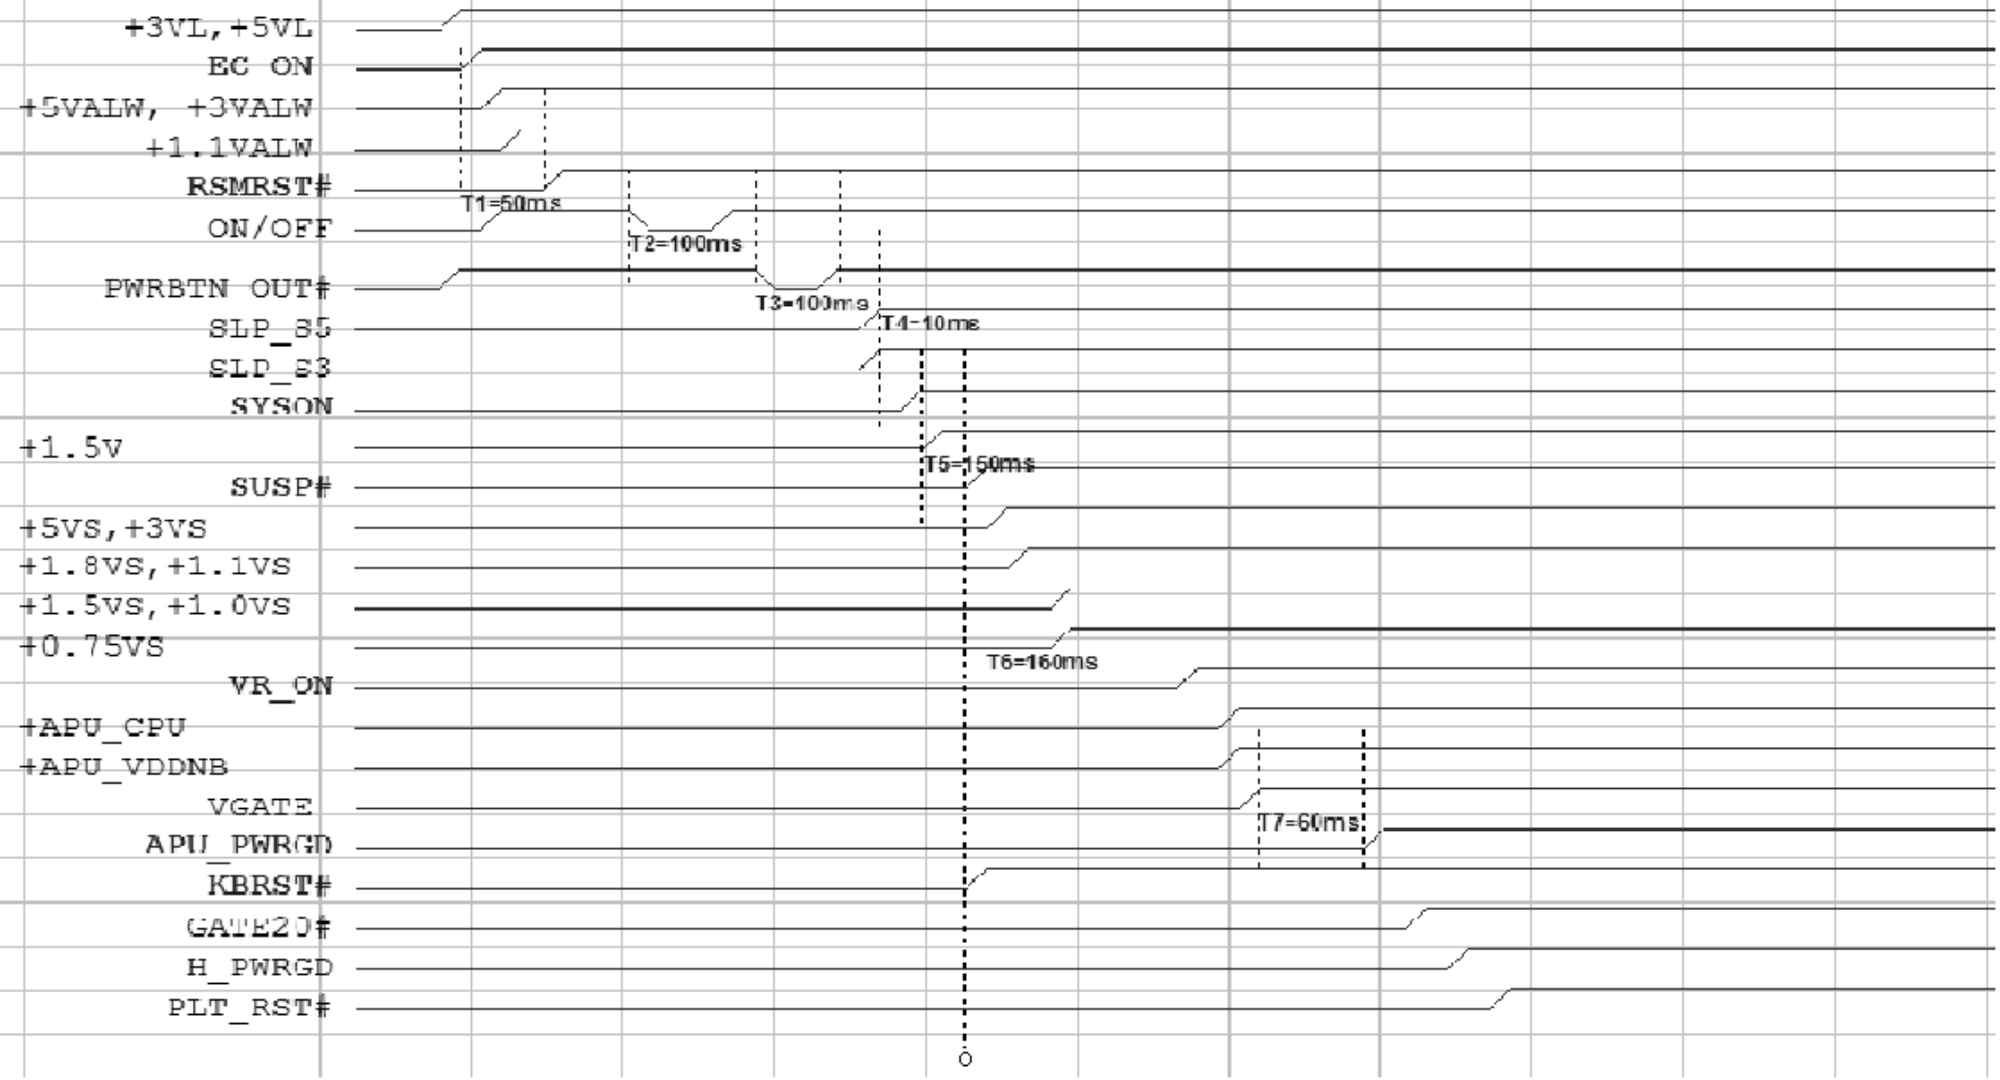 +3VL,+5VL
EC ON
+5VALW, +3VALW
+1.1VALW
RSMRST#
T1=50ms
ON/OFF
T2=100ms
PWRBTN OUT#
T3=100ms
SLP_S5
T4=10ms
SLP_S3
SYSON
+1.5V
T5=150ms
SUSP#
+5VS,+3VS
+1.8VS,+1.1VS
+1.5VS,+1.0VS
+0.75VS
T6=160ms
VR_ON
+APU_CPU
+APU_VDDNB
VGATE
T7=60ms
APU_PWRGD
KBRST#
GATE20#
H_PWRGD
PLT_RST#